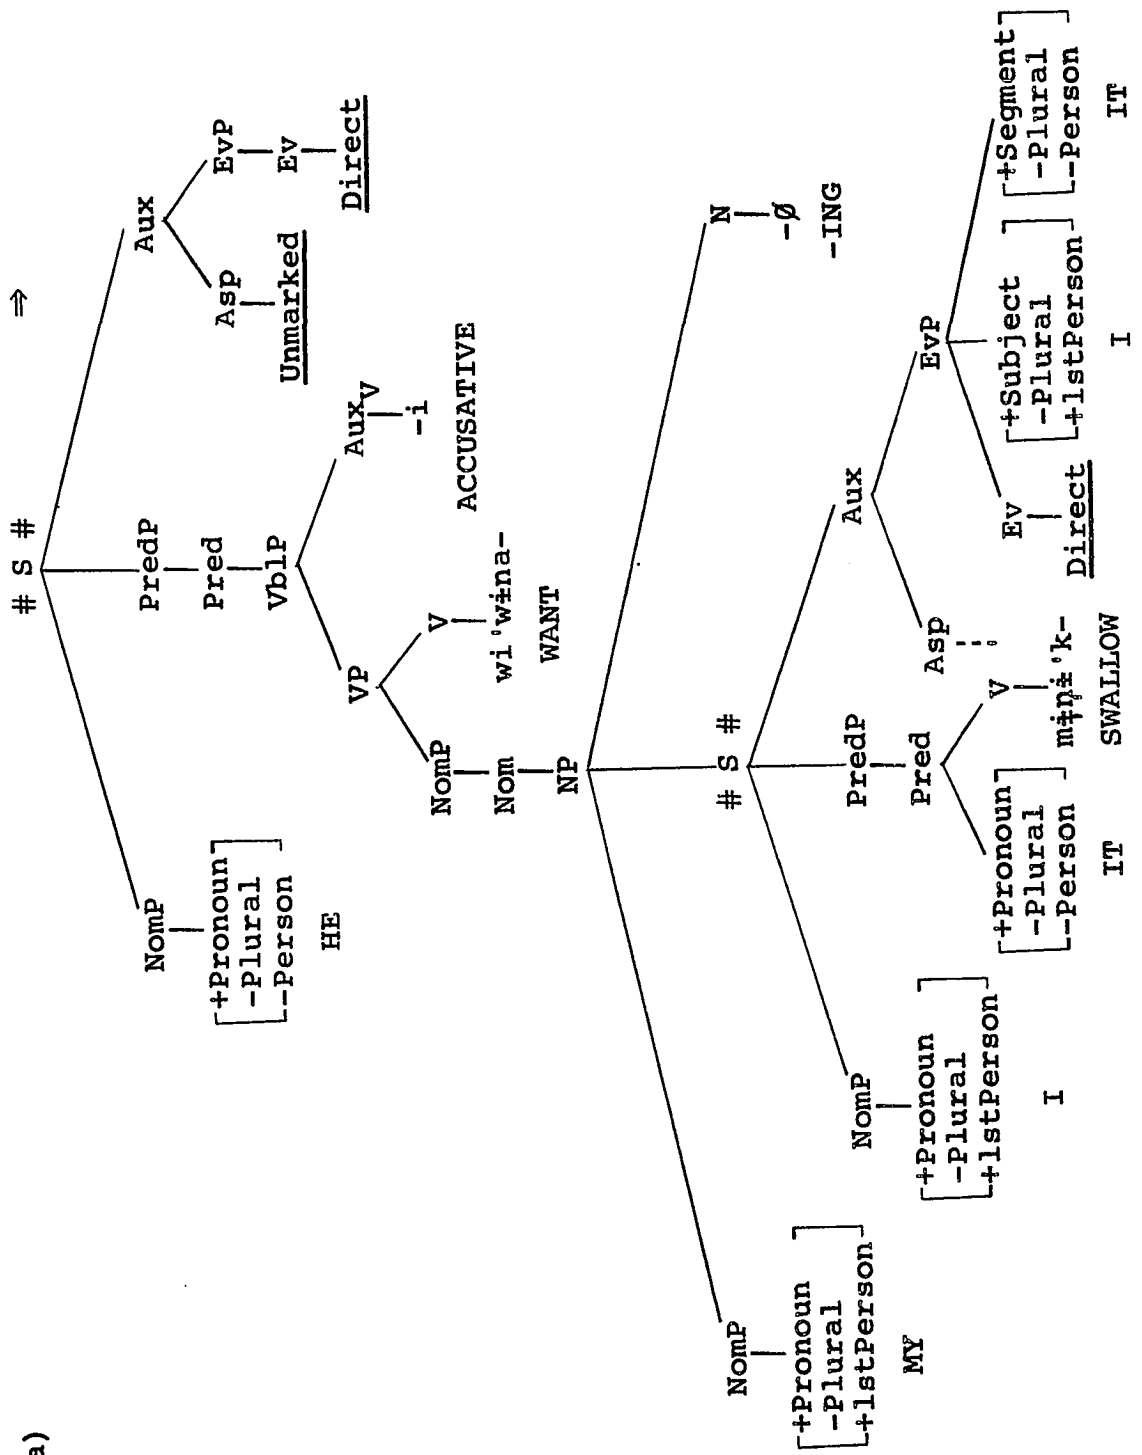 a)
⇒
# S #
NomP PredP Aux
[+Pronoun Pred Asp EvP
-Plural VblP Unmarked Ev
-Person] Direct
HE
VP Aux_V
NomP V -i
Nom wi'wɨna- ACCUSATIVE
NP WANT
NomP # S # N
[+Pronoun -ø
-Plural -ING
+1stPerson]
MY
NomP PredP Aux
[+Pronoun Pred Asp EvP
-Plural
+1stPerson]
I
[+Pronoun V Ev [+Subject [+Segment
-Plural mɨnɨ'k- Direct -Plural -Plural
-Person] +1stPerson] -Person]
IT SWALLOW I IT